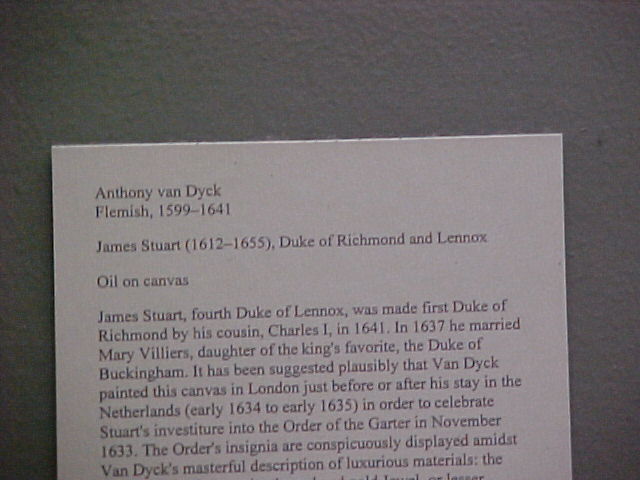 Anthony van Dyck
Flemish, 1599–1641
James Stuart (1612–1655), Duke of Richmond and Lennox
Oil on canvas
James Stuart, fourth Duke of Lennox, was made first Duke of
Richmond by his cousin, Charles I, in 1641. In 1637 he married
Mary Villiers, daughter of the king's favorite, the Duke of
Buckingham. It has been suggested plausibly that Van Dyck
painted this canvas in London just before or after his stay in the
Netherlands (early 1634 to early 1635) in order to celebrate
Stuart's investiture into the Order of the Garter in November
1633. The Order's insignia are conspicuously displayed amidst
Van Dyck's masterful description of luxurious materials: the
or lesser